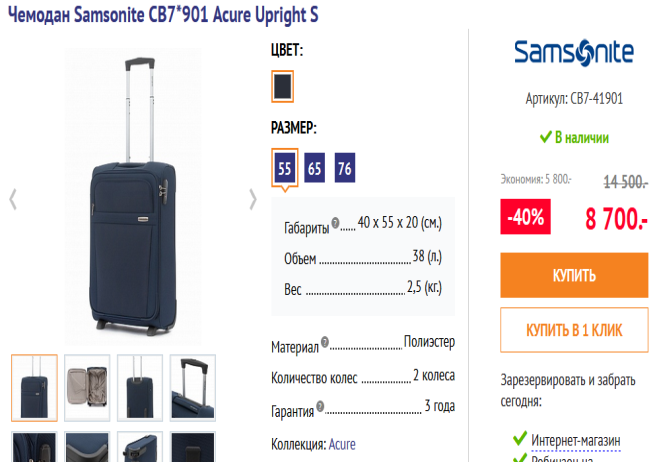 Чемодан Samsonite CB7*901 Acure Upright S
ЦВЕТ:
РАЗМЕР:
55 65 76
Габариты ? ..... 40 x 55 x 20 (см.)
Объем ........................ 38 (л.)
Вес ........................... 2,5 (кг.)
Материал ? .................. Полиэстер
Количество колес ............. 2 колеса
Гарантия ? ........................ 3 года
Коллекция: Acure
Samsonite
Артикул: CB7-41901
В наличии
Экономия: 5 800.- 14 500.-
-40% 8 700.-
КУПИТЬ
КУПИТЬ В 1 КЛИК
Зарезервировать и забрать
сегодня:
Интернет-магазин